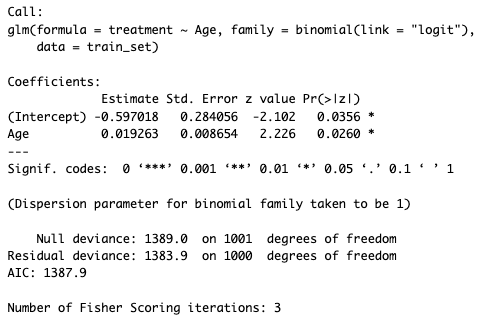 Call:
glm(formula = treatment ~ Age, family = binomial(link = "logit"),
    data = train_set)

Coefficients:
             Estimate Std. Error z value Pr(>|z|)
(Intercept) -0.597018   0.284056  -2.102   0.0356 *
Age          0.019263   0.008654   2.226   0.0260 *
---
Signif. codes:  0 ‘***’ 0.001 ‘**’ 0.01 ‘*’ 0.05 ‘.’ 0.1 ‘ ’ 1

(Dispersion parameter for binomial family taken to be 1)

    Null deviance: 1389.0  on 1001  degrees of freedom
Residual deviance: 1383.9  on 1000  degrees of freedom
AIC: 1387.9

Number of Fisher Scoring iterations: 3